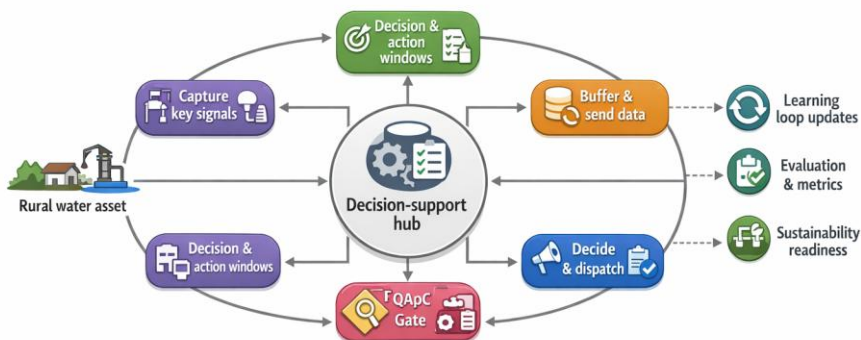 Decision &
action
windows
Capture
key signals
Buffer &
send data
Learning
loop updates
Rural water asset
Decision-support
hub
Evaluation
& metrics
Decision &
action windows
Decide
& dispatch
Sustainability
readiness
QApC
Gate